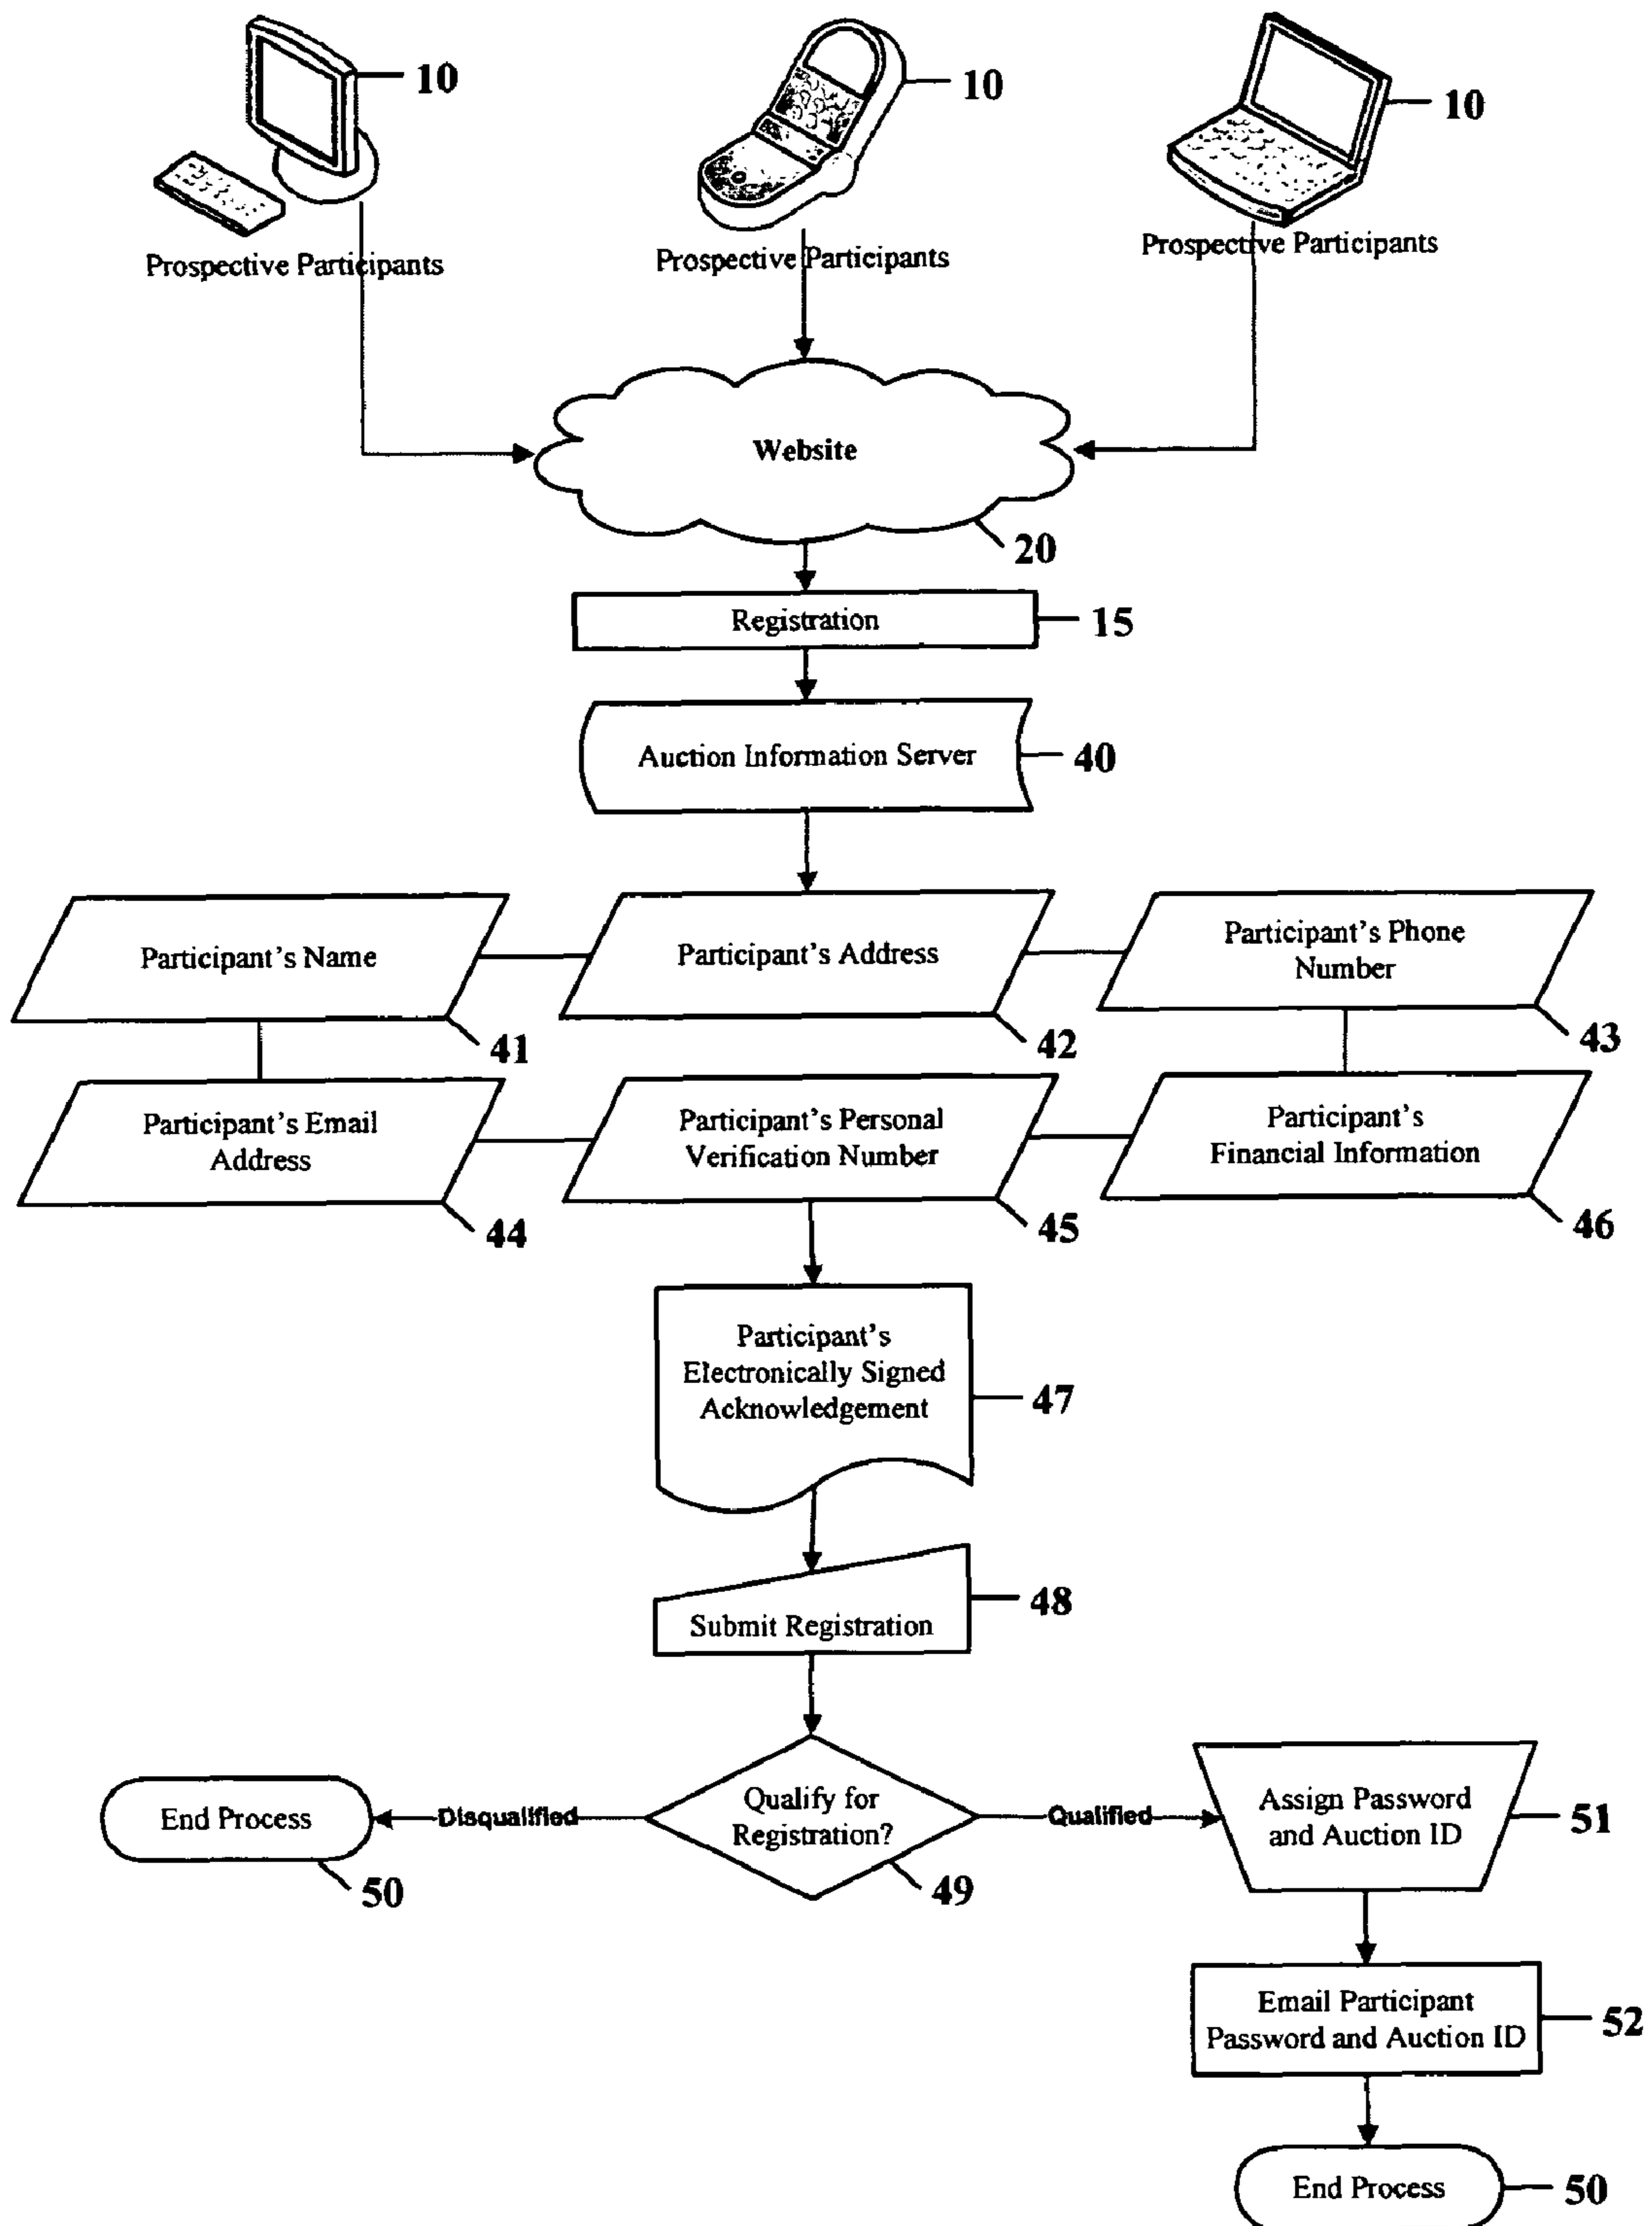 10
10
10
Prospective Participants
Prospective Participants
Prospective Participants
Website
20
Registration
15
Auction Information Server
40
Participant's Name
41
Participant's Address
42
Participant's Phone
Number
43
Participant's Email
Address
44
Participant's Personal
Verification Number
45
Participant's
Financial Information
46
Participant's
Electronically Signed
Acknowledgement
47
Submit Registration
48
Qualify for
Registration?
49
Disqualified
End Process
50
Qualified
Assign Password
and Auction ID
51
Email Participant
Password and Auction ID
52
End Process
50